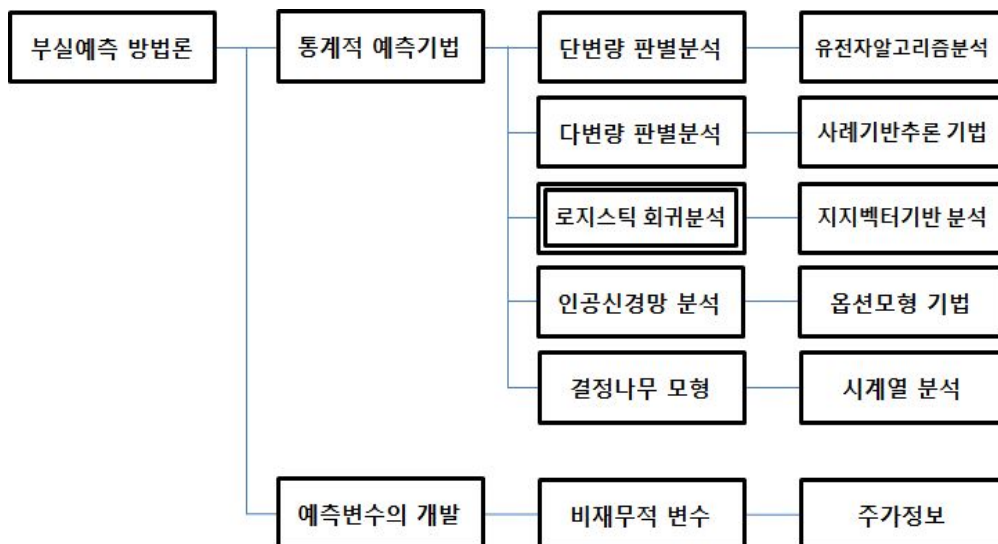 부실예측 방법론
통계적 예측기법
단변량 판별분석
유전자알고리즘분석
다변량 판별분석
사례기반추론 기법
로지스틱 회귀분석
지지벡터기반 분석
인공신경망 분석
옵션모형 기법
결정나무 모형
시계열 분석
예측변수의 개발
비재무적 변수
주가정보